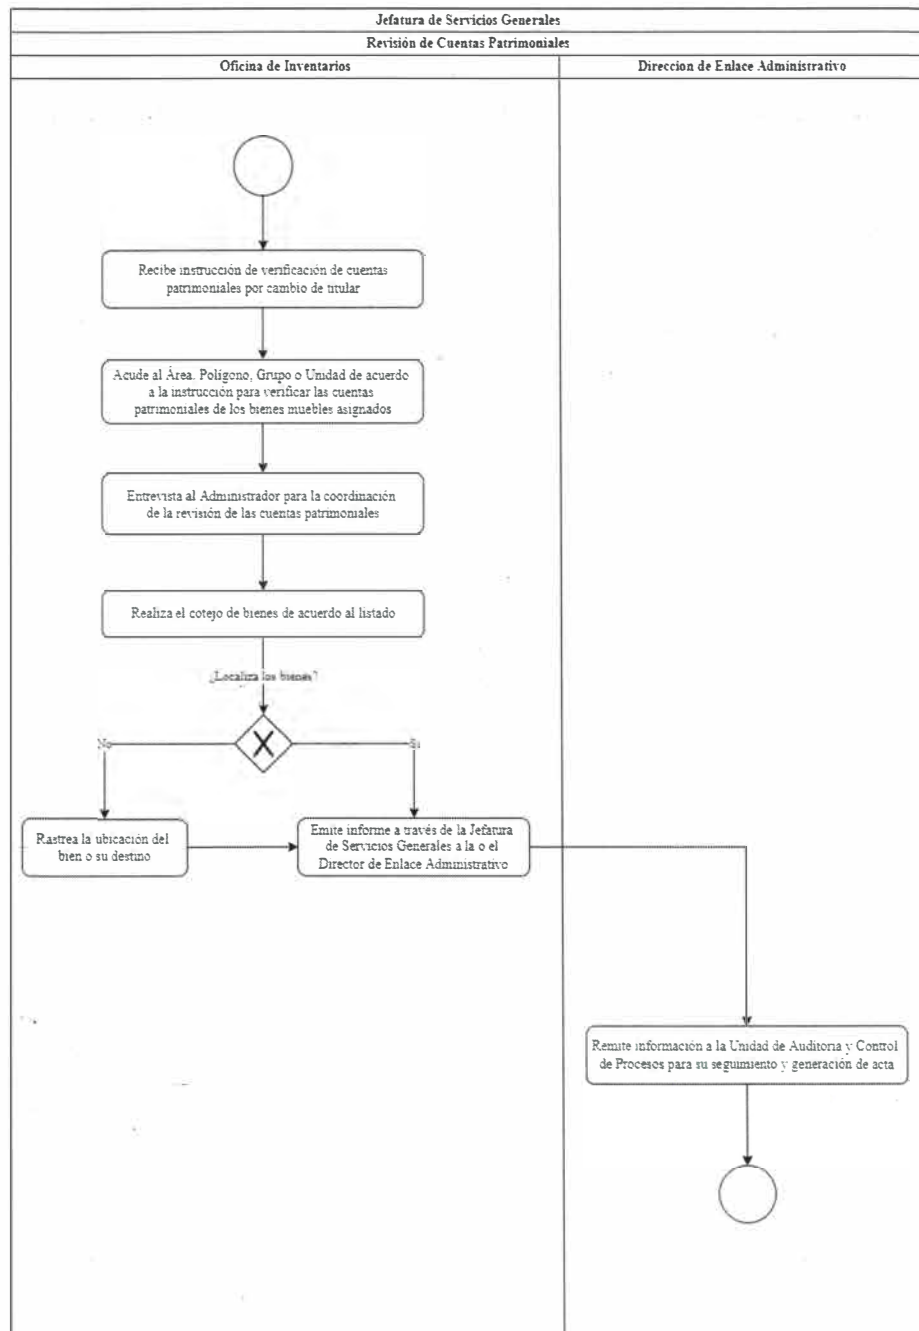 Jefatura de Servicios Generales
Revisión de Cuentas Patrimoniales
Oficina de Inventarios
Direccion de Enlace Administrativo
Recibe instrucción de verificación de cuentas
patrimoniales por cambio de titular
Acude al Área. Polígono, Grupo o Unidad de acuerdo
a la instrucción para verificar las cuentas
patrimoniales de los bienes muebles asignados
Entrevista al Administrador para la coordinación
de la revisión de las cuentas patrimoniales
Realiza el cotejo de bienes de acuerdo al listado
¿Localiza los bienes?
No
Si
Rastrea la ubicación del
bien o su destino
Emite informe a través de la Jefatura
de Servicios Generales a la o el
Director de Enlace Administrativo
Remite información a la Unidad de Auditoria y Control
de Procesos para su seguimiento y generación de acta